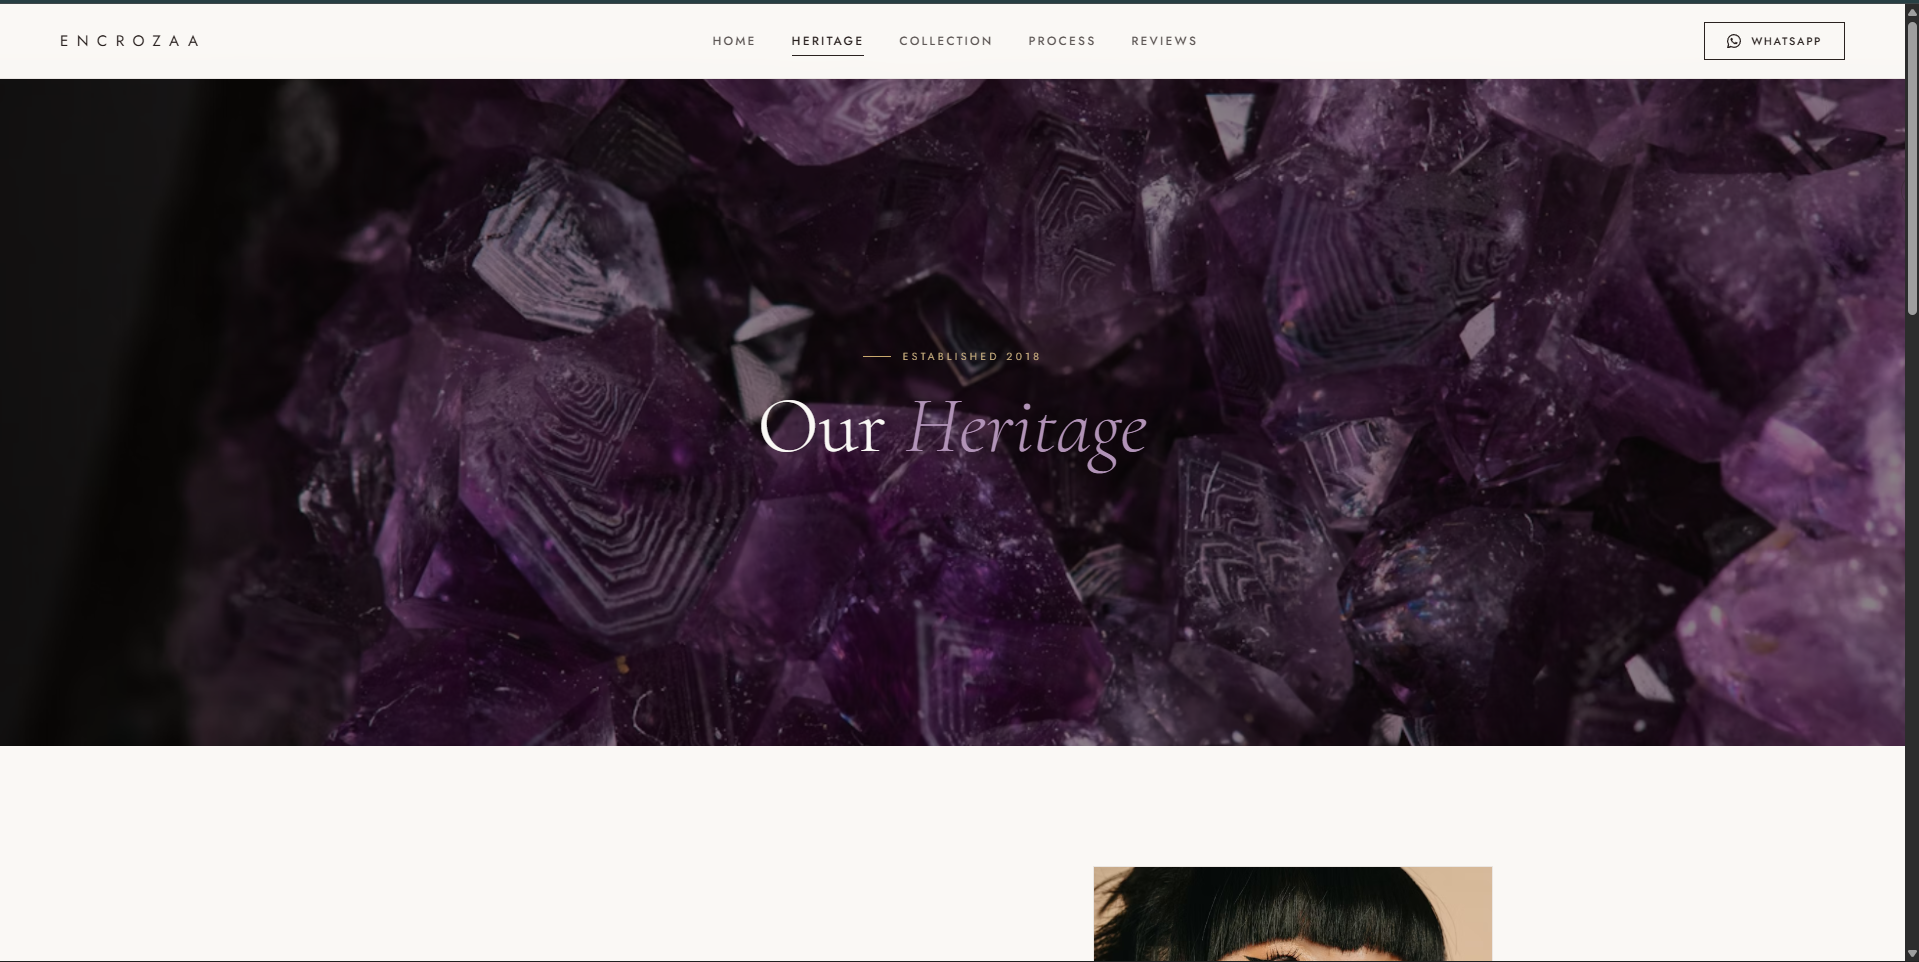 ENCROZAA
HOME HERITAGE COLLECTION PROCESS REVIEWS
WHATSAPP
ESTABLISHED 2018
Our Heritage